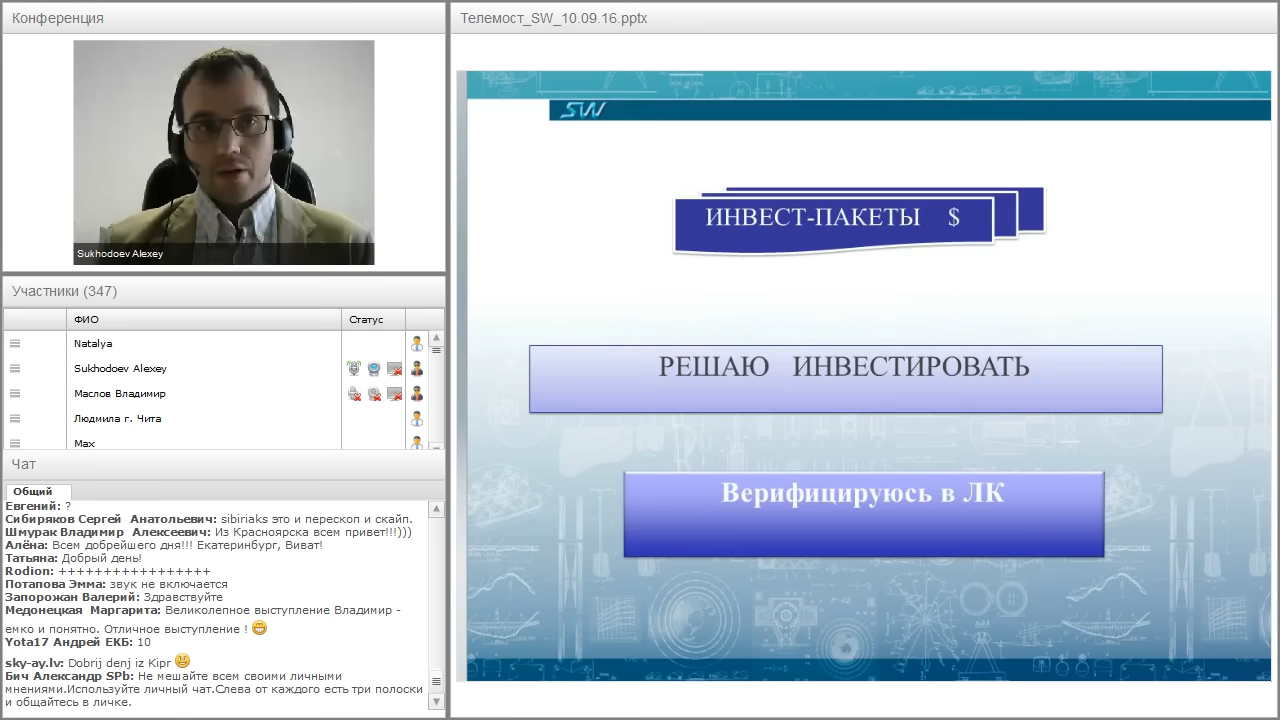 Конференция
Sukhodoev Alexey
Участники (347)
ФИО Статус
Natalya
Sukhodoev Alexey
Маслов Владимир
Людмила г. Чита
Max
Чат
Общий
Евгений: ?
Сибиряков Сергей Анатольевич: sibiriaks это и перескоп и скайп.
Шмурак Владимир Алексеевич: Из Красноярска всем привет!!!)))
Алёна: Всем добрейшего дня!!! Екатеринбург, Виват!
Татьяна: Добрый день!
Rodion: +++++++++++++++++
Потапова Эмма: звук не включается
Запорожан Валерий: Здравствуйте
Медонецкая Маргарита: Великолепное выступление Владимир -
емко и понятно. Отличное выступление !
Yota17 Андрей ЕКБ: 10
sky-ay.lv: Dobrij denj iz Kipr
Бич Александр SPb: Не мешайте всем своими личными
мнениями.Используйте личный чат.Слева от каждого есть три полоски
и общайтесь в личке.
Телемост_SW_10.09.16.pptx
SW
ИНВЕСТ-ПАКЕТЫ $
РЕШАЮ ИНВЕСТИРОВАТЬ
Верифицируюсь в ЛК